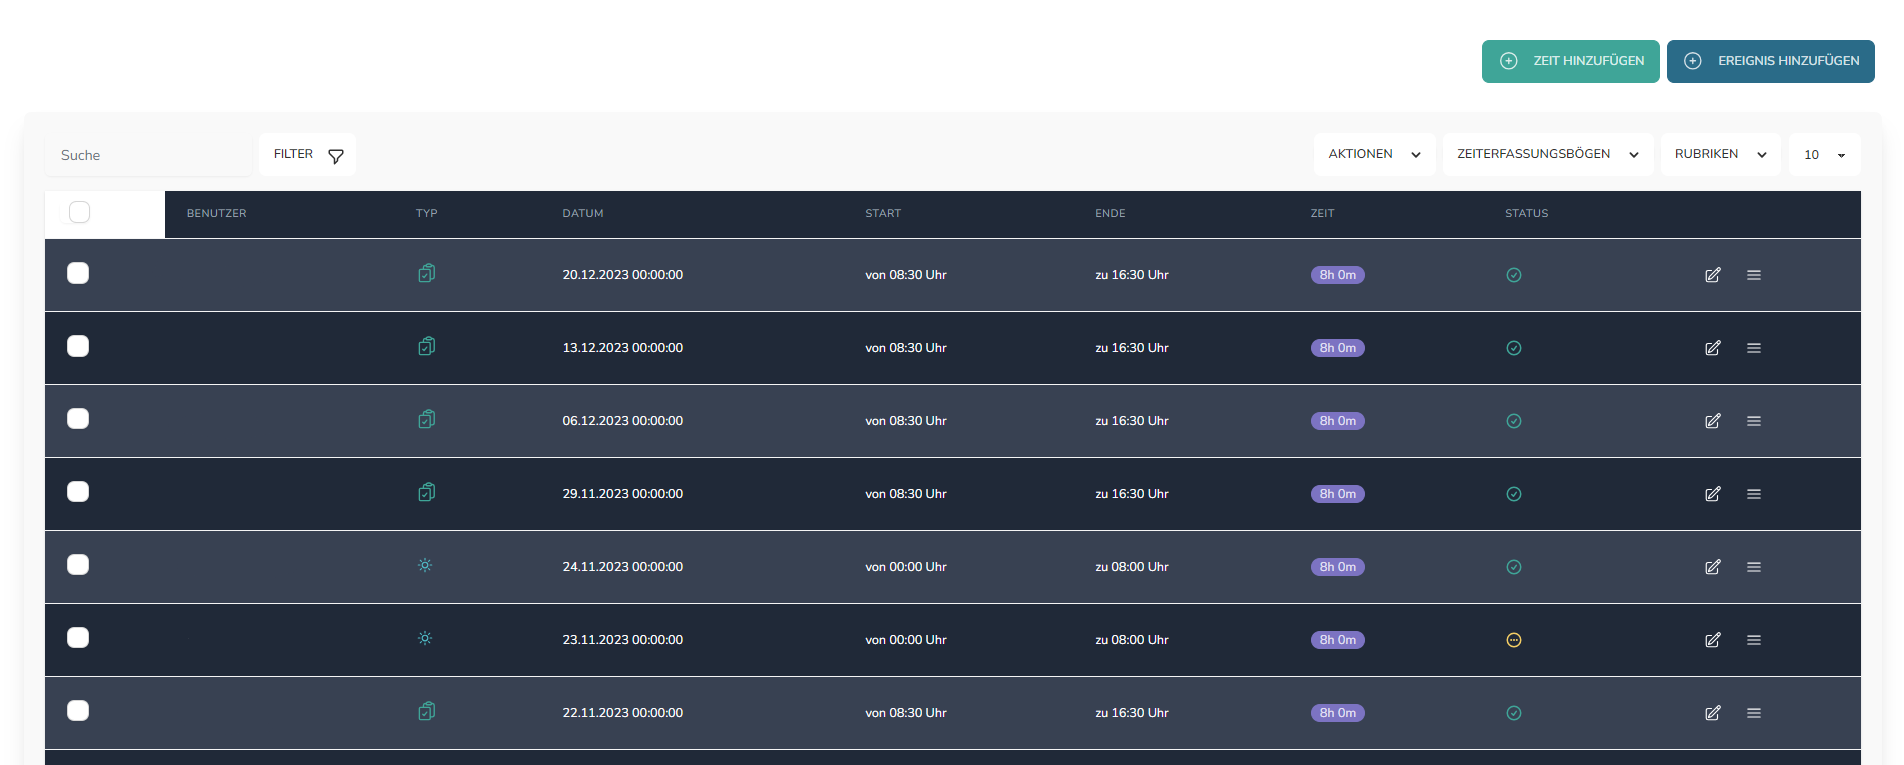 ZEIT HINZUFÜGEN EREIGNIS HINZUFÜGEN
Suche FILTER AKTIONEN ZEITERFASSUNGSBÖGEN RUBRIKEN 10
BENUTZER TYP DATUM START ENDE ZEIT STATUS
20.12.2023 00:00:00 von 08:30 Uhr zu 16:30 Uhr 8h 0m
13.12.2023 00:00:00 von 08:30 Uhr zu 16:30 Uhr 8h 0m
06.12.2023 00:00:00 von 08:30 Uhr zu 16:30 Uhr 8h 0m
29.11.2023 00:00:00 von 08:30 Uhr zu 16:30 Uhr 8h 0m
24.11.2023 00:00:00 von 00:00 Uhr zu 08:00 Uhr 8h 0m
23.11.2023 00:00:00 von 00:00 Uhr zu 08:00 Uhr 8h 0m
22.11.2023 00:00:00 von 08:30 Uhr zu 16:30 Uhr 8h 0m